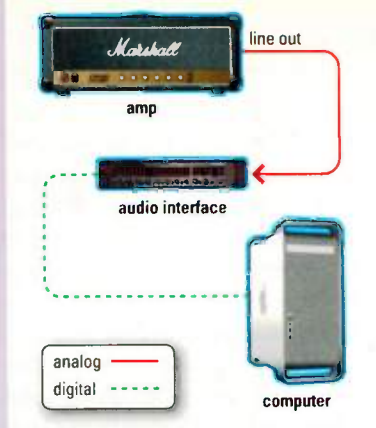 Marshall
line out
amp
audio interface
computer
analog
digital